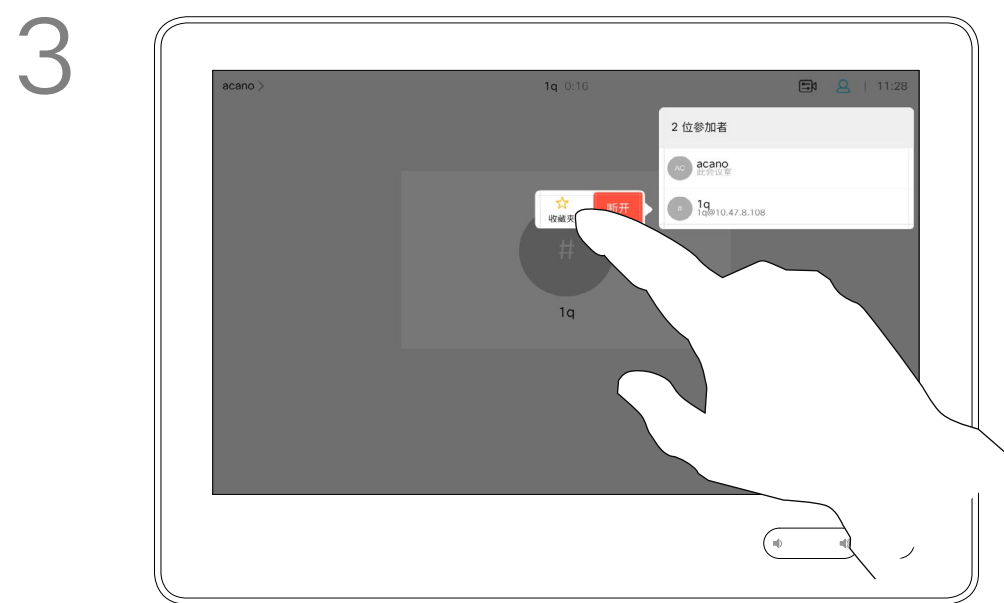 3
acano >
1q 0:16
11:28
2 位参加者
AC
acano
此会议室
#
1q
1q@10.47.8.108
收藏夹
断开
#
1q